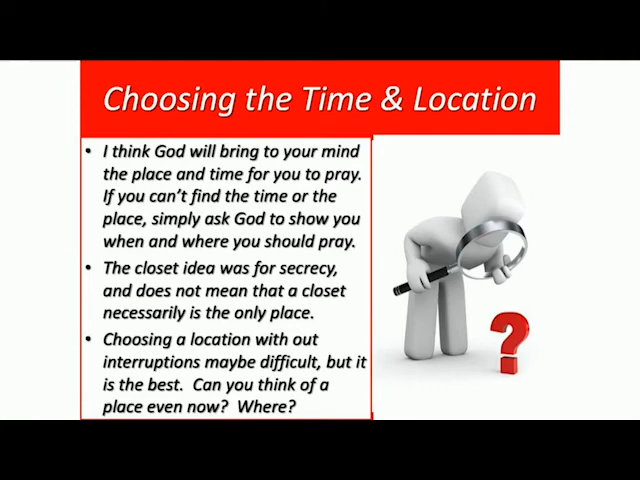 Choosing the Time & Location
• I think God will bring to your mind
the place and time for you to pray.
If you can't find the time or the
place, simply ask God to show you
when and where you should pray.
• The closet idea was for secrecy,
and does not mean that a closet
necessarily is the only place.
• Choosing a location with out
interruptions maybe difficult, but it
is the best. Can you think of a
place even now? Where?
?